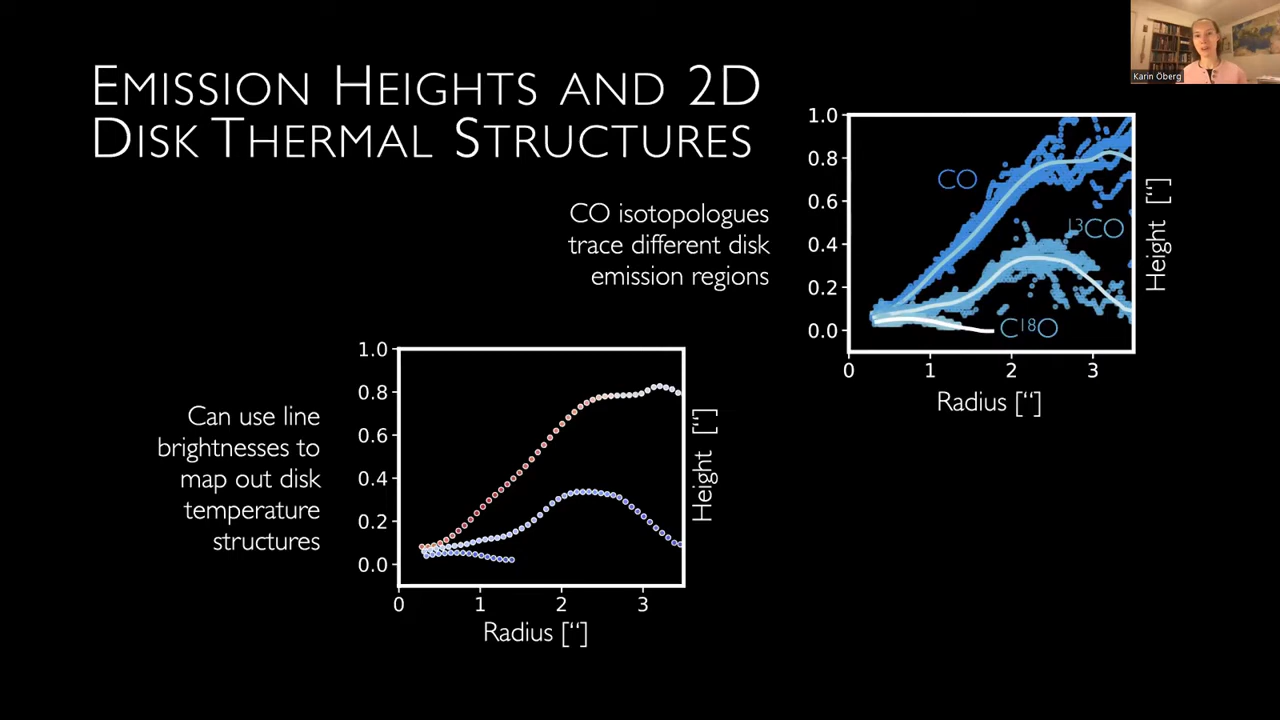 Karin Öberg
EMISSION HEIGHTS AND 2D
DISK THERMAL STRUCTURES
CO isotopologues
trace different disk
emission regions
1.0
0.8
0.6
0.4
0.2
0.0
CO
13CO
C18O
Height [“]
0 1 2 3
Radius [“]
Can use line
brightnesses to
map out disk
temperature
structures
1.0
0.8
0.6
0.4
0.2
0.0
Height [“]
0 1 2 3
Radius [“]